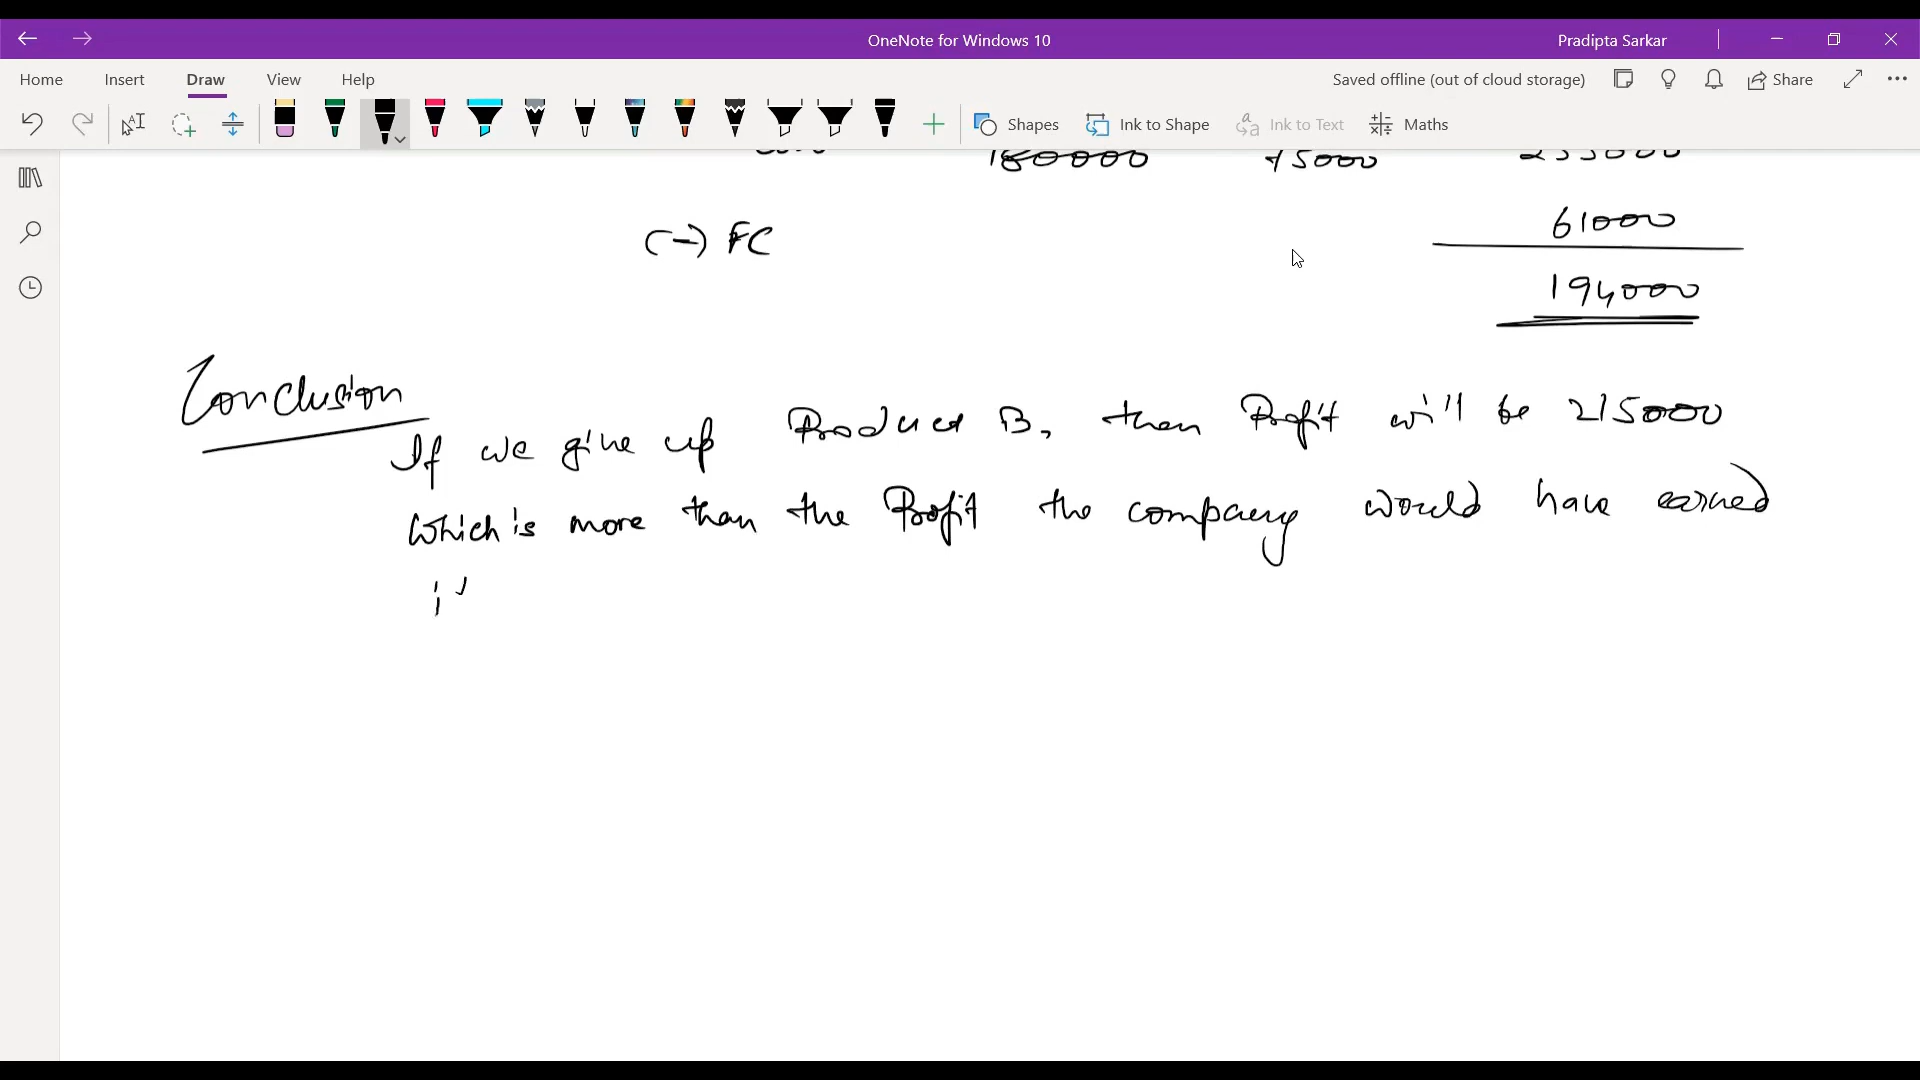 OneNote for Windows 10
Pradipta Sarkar
Home Insert Draw View Help
Saved offline (out of cloud storage)
Share
Shapes
Ink to Shape
Ink to Text
Maths
180000 75000 255000
61000
(-) FC
194000
Conclusion
If we give up Product B, then Profit will be 215000
which is more than the Profit the company would have earned